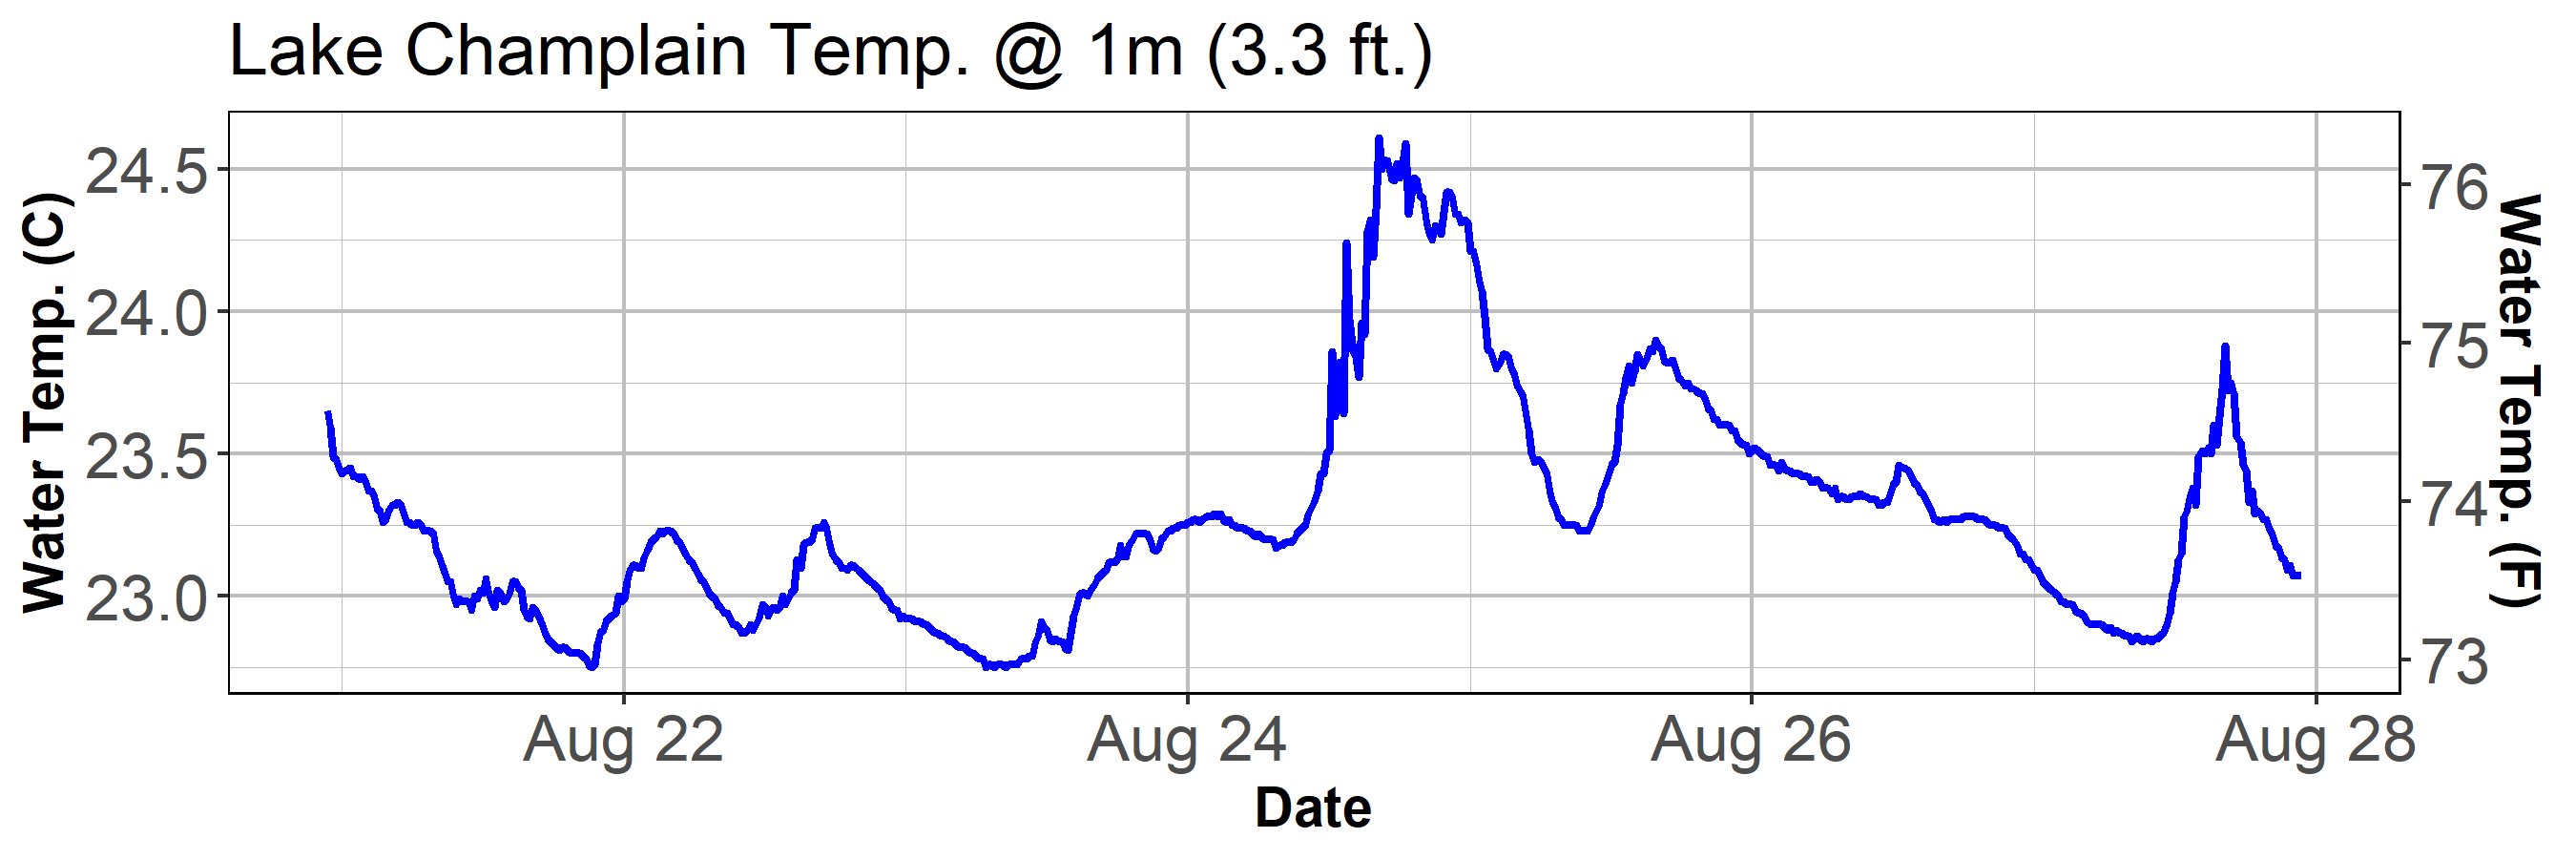 Lake Champlain Temp. @ 1m (3.3 ft.)
Water Temp. (C)
24.5
24.0
23.5
23.0
76
75
74
73
Water Temp. (F)
Aug 22
Aug 24
Aug 26
Aug 28
Date